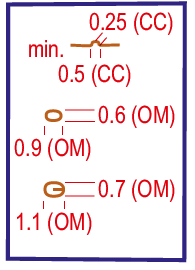 0.25 (CC)
min.
0.5 (CC)
0.6 (OM)
0.9 (OM)
0.7 (OM)
1.1 (OM)